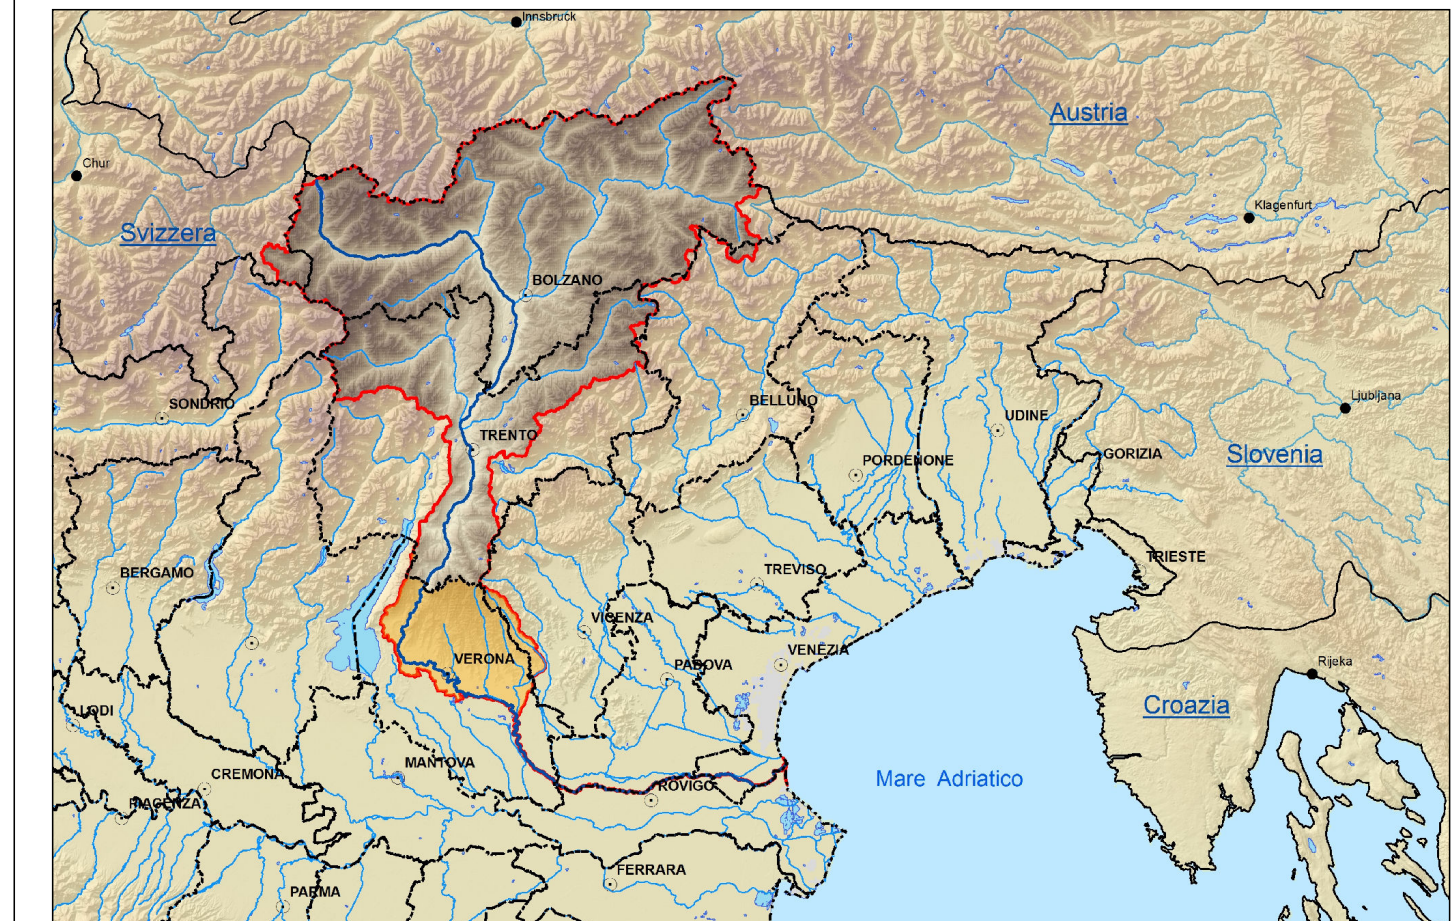 Innsbruck
Austria
Chur
Klagenfurt
Svizzera
BOLZANO
Ljubljana
SONDRIO
BELLUNO
UDINE
TRENTO
PORDENONE
GORIZIA
Slovenia
TRIESTE
BERGAMO
TREVISO
VICENZA
VENEZIA
VERONA
PADOVA
Rijeka
LODI
Croazia
MANTOVA
CREMONA
Mare Adriatico
ROVIGO
PIACENZA
FERRARA
PARMA